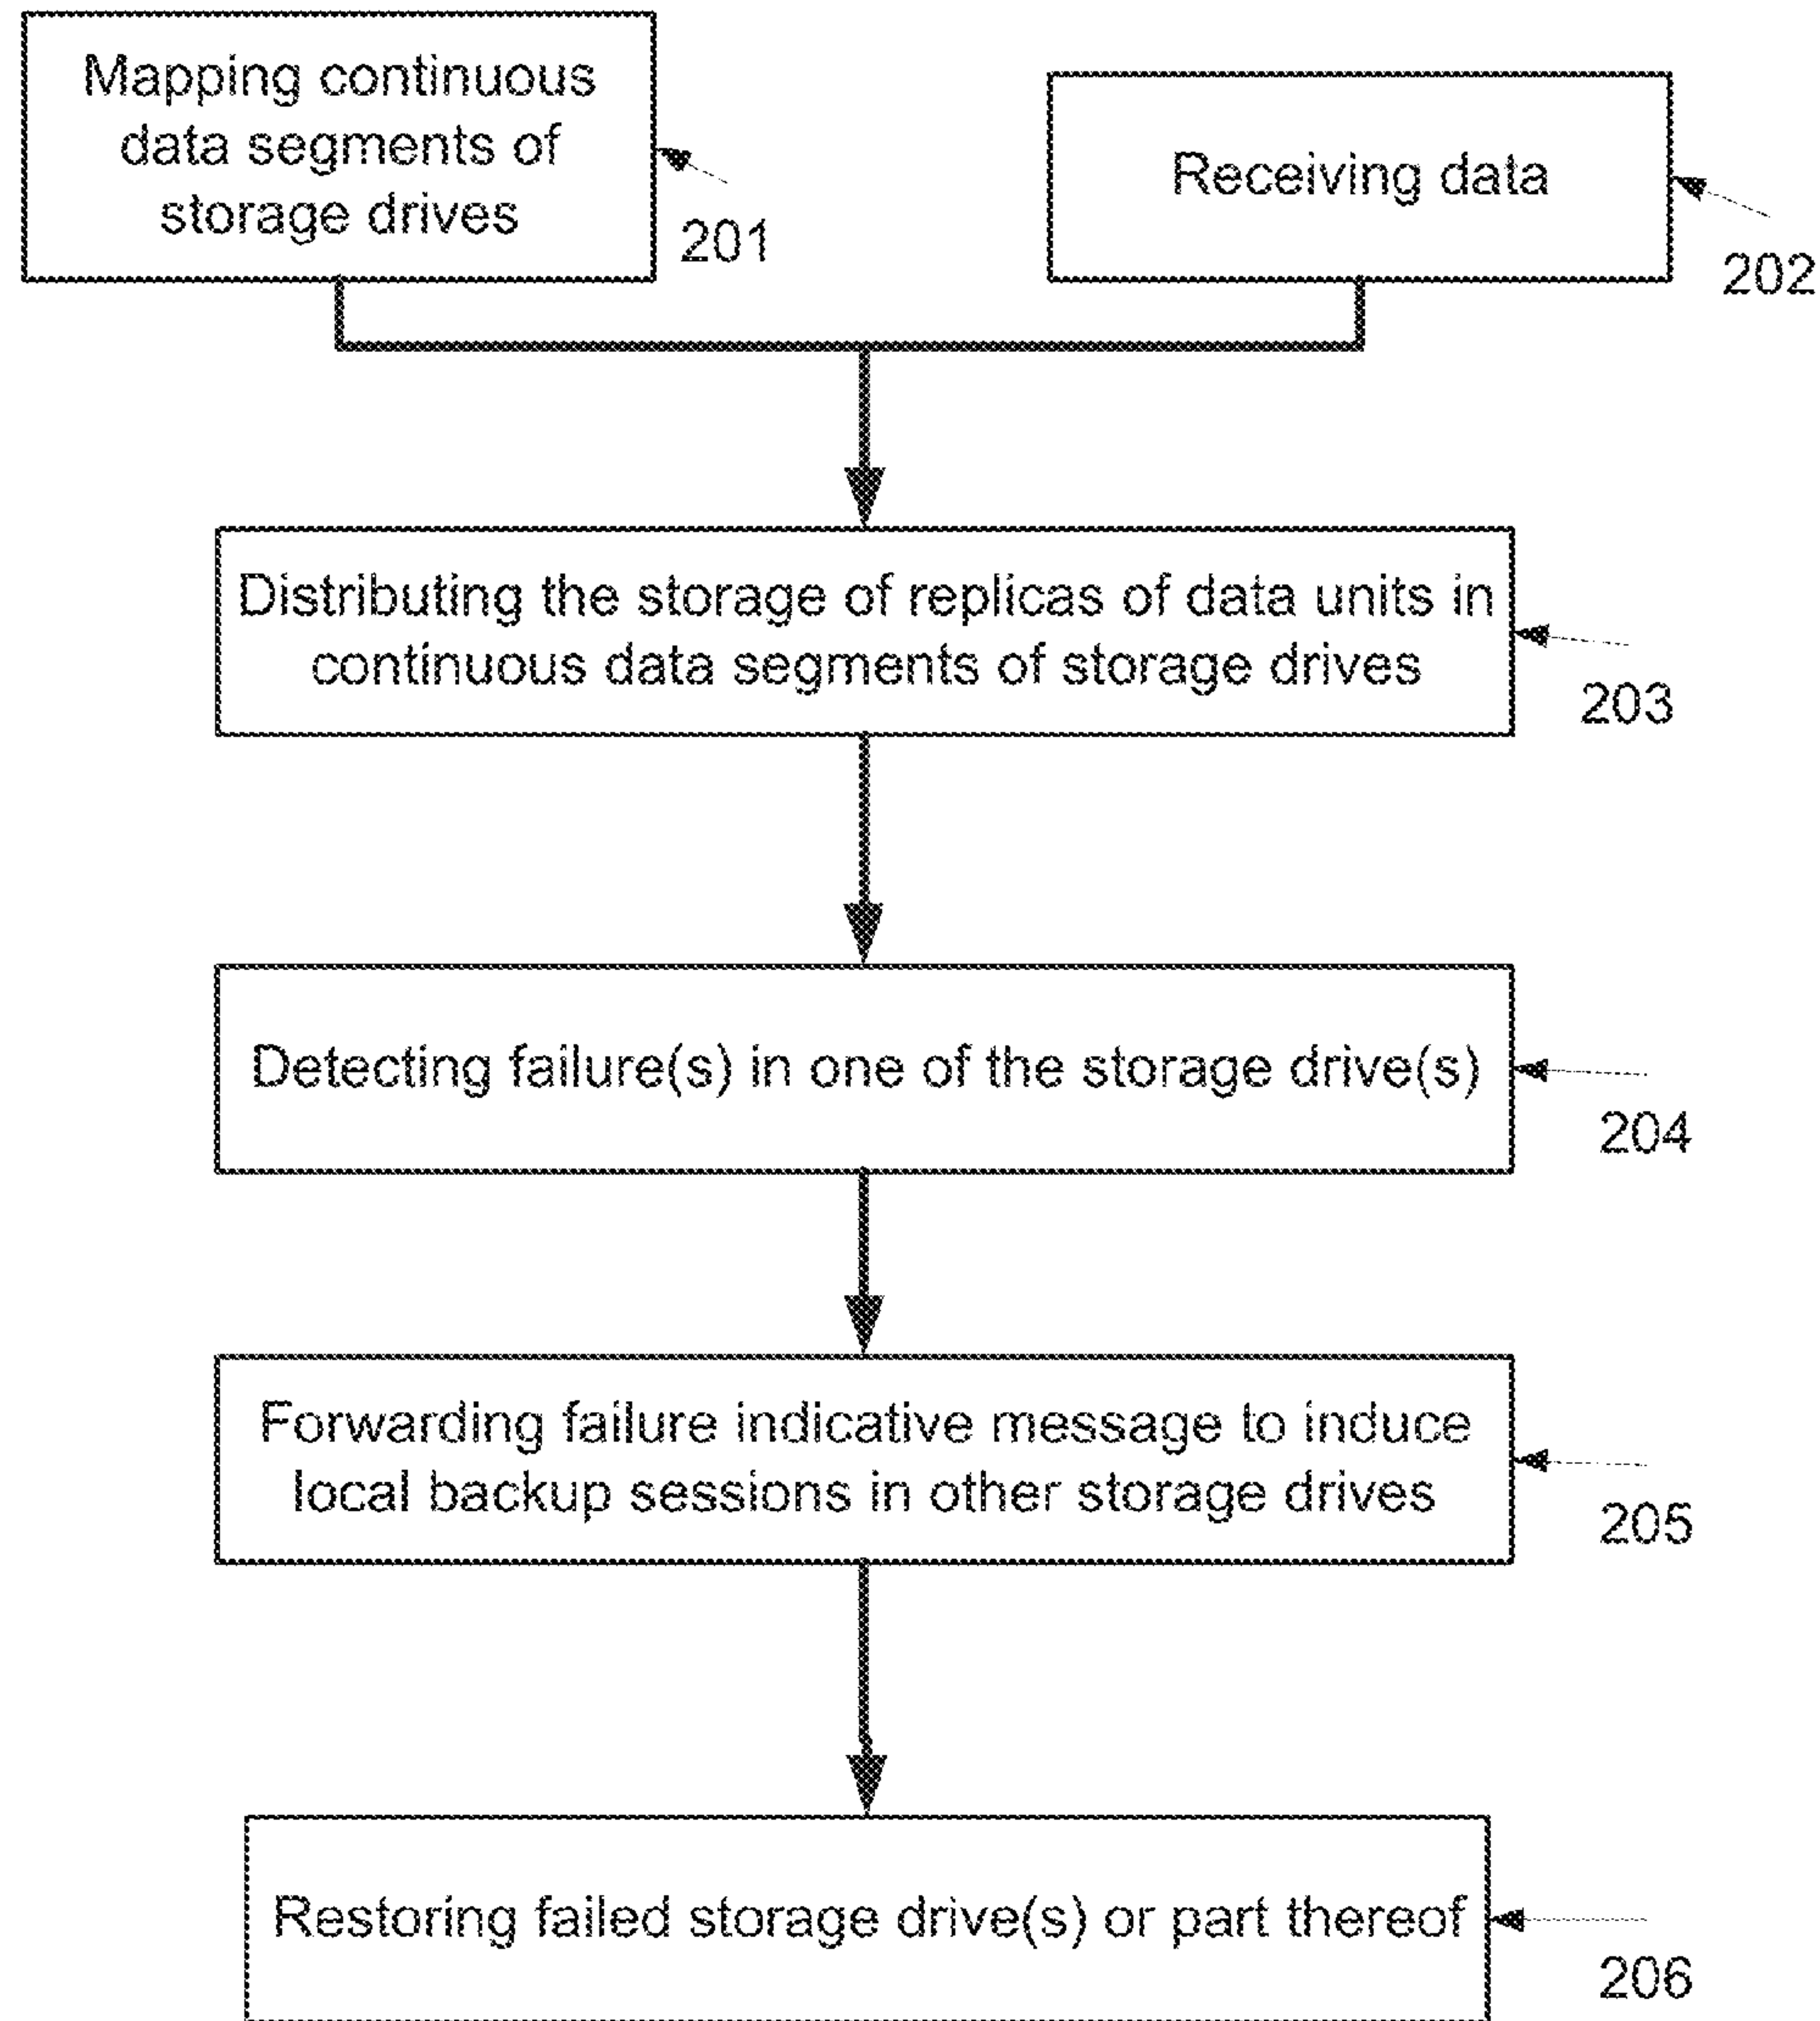 Mapping continuous
data segments of
storage drives
201
Receiving data
202
Distributing the storage of replicas of data units in
continuous data segments of storage drives
203
Detecting failure(s) in one of the storage drive(s)
204
Forwarding failure indicative message to induce
local backup sessions in other storage drives
205
Restoring failed storage drive(s) or part thereof
206